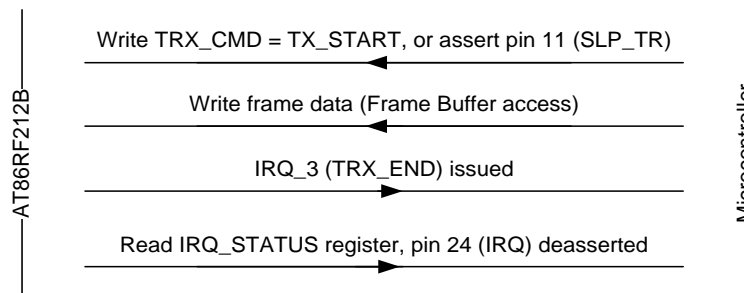 Write TRX_CMD = TX_START, or assert pin 11 (SLP_TR)
Write frame data (Frame Buffer access)
IRQ_3 (TRX_END) issued
Read IRQ_STATUS register, pin 24 (IRQ) deasserted
AT86RF212B
Microcontroller